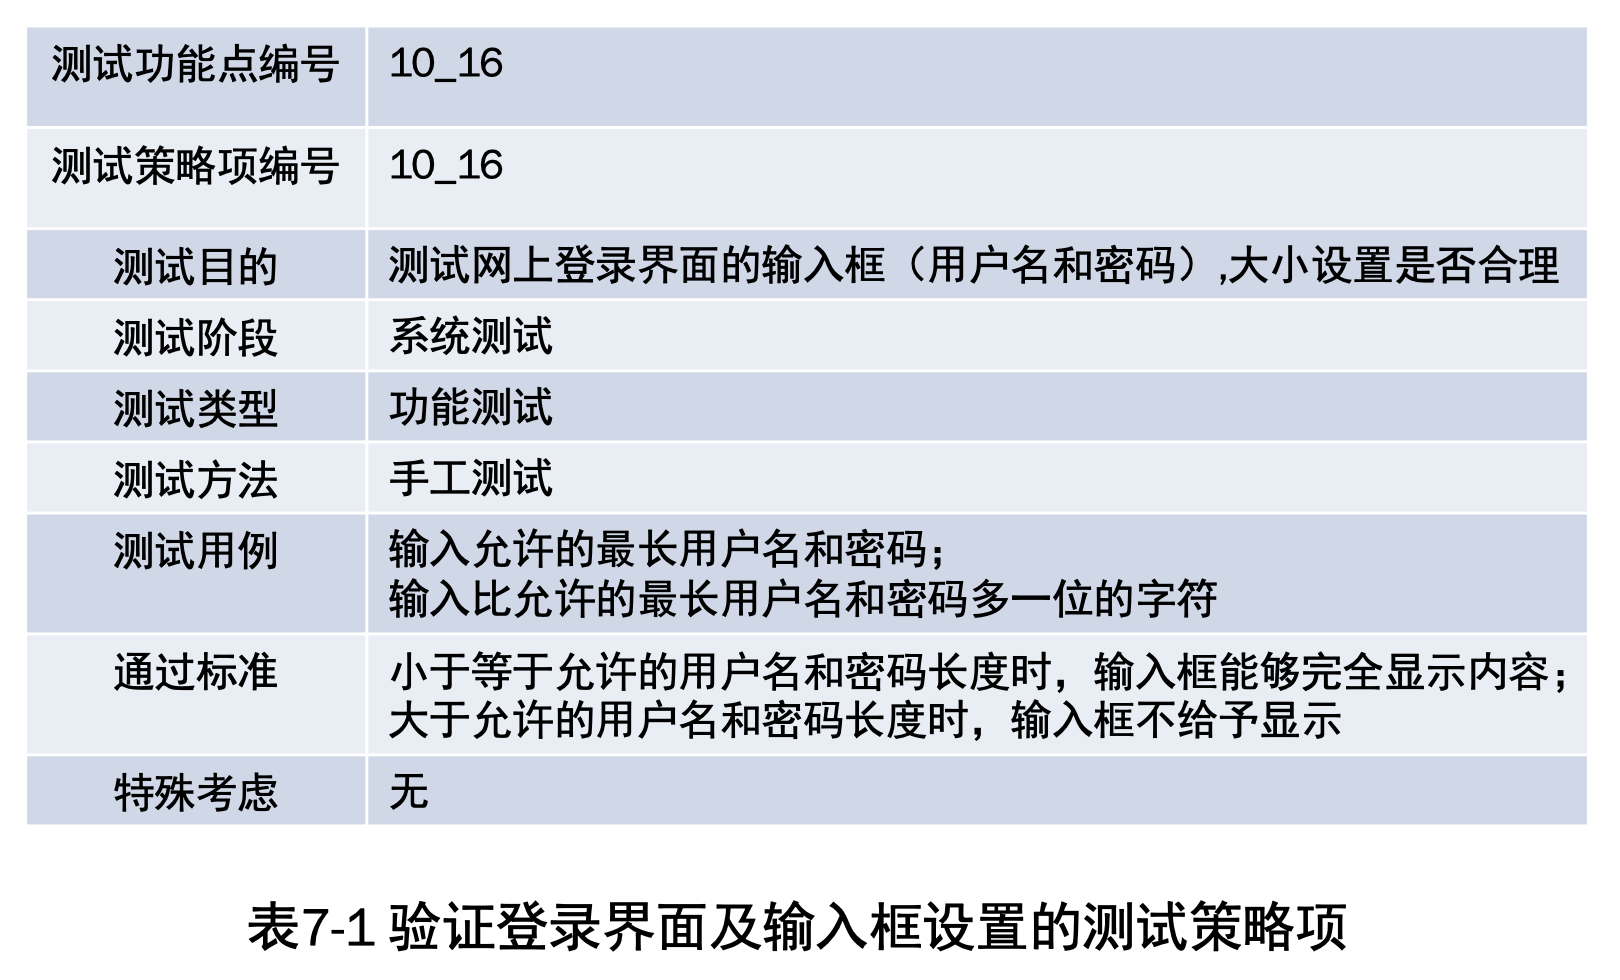 测试功能点编号 10_16
测试策略项编号 10_16
测试目的 测试网上登录界面的输入框（用户名和密码）,大小设置是否合理
测试阶段 系统测试
测试类型 功能测试
测试方法 手工测试
测试用例 输入允许的最长用户名和密码；
输入比允许的最长用户名和密码多一位的字符
通过标准 小于等于允许的用户名和密码长度时，输入框能够完全显示内容；
大于允许的用户名和密码长度时，输入框不给予显示
特殊考虑 无
表7-1 验证登录界面及输入框设置的测试策略项